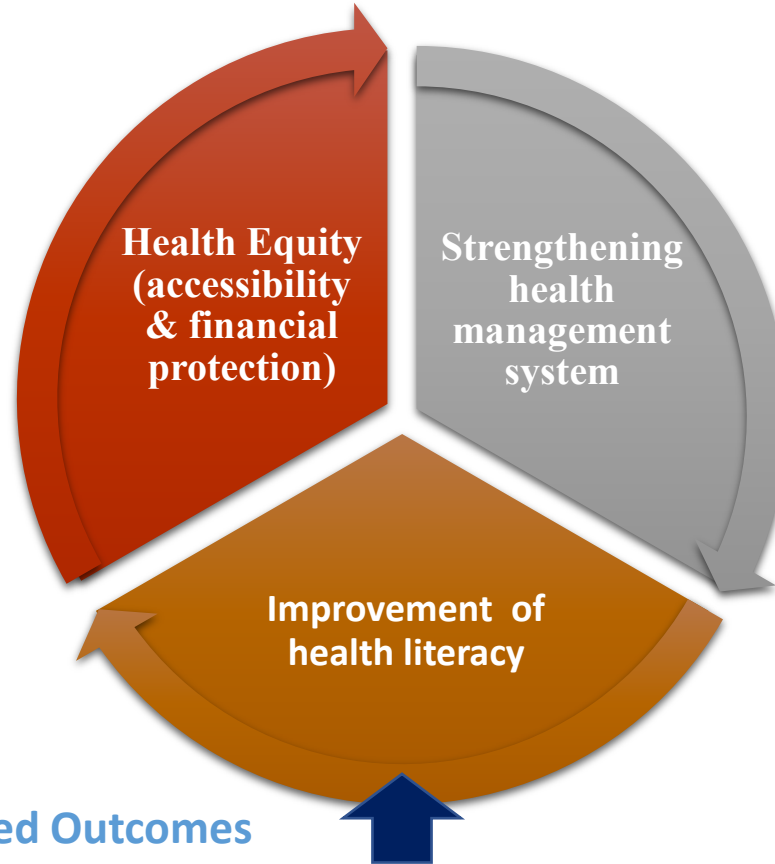 Health Equity
(accessibility
& financial
protection)
Strengthening
health
management
system
Improvement of
health literacy
ed Outcomes